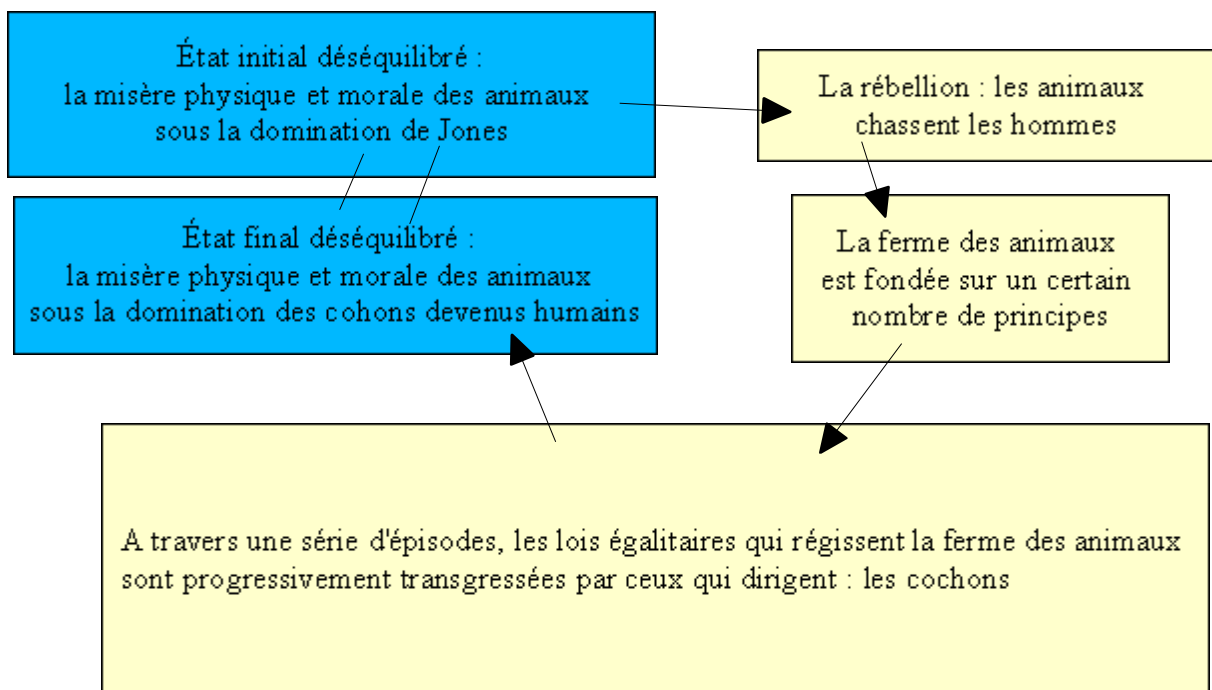 État initial déséquilibré :
la misère physique et morale des animaux
sous la domination de Jones
La rébellion : les animaux
chassent les hommes
État final déséquilibré :
la misère physique et morale des animaux
sous la domination des cohons devenus humains
La ferme des animaux
est fondée sur un certain
nombre de principes
A travers une série d'épisodes, les lois égalitaires qui régissent la ferme des animaux
sont progressivement transgressées par ceux qui dirigent : les cochons